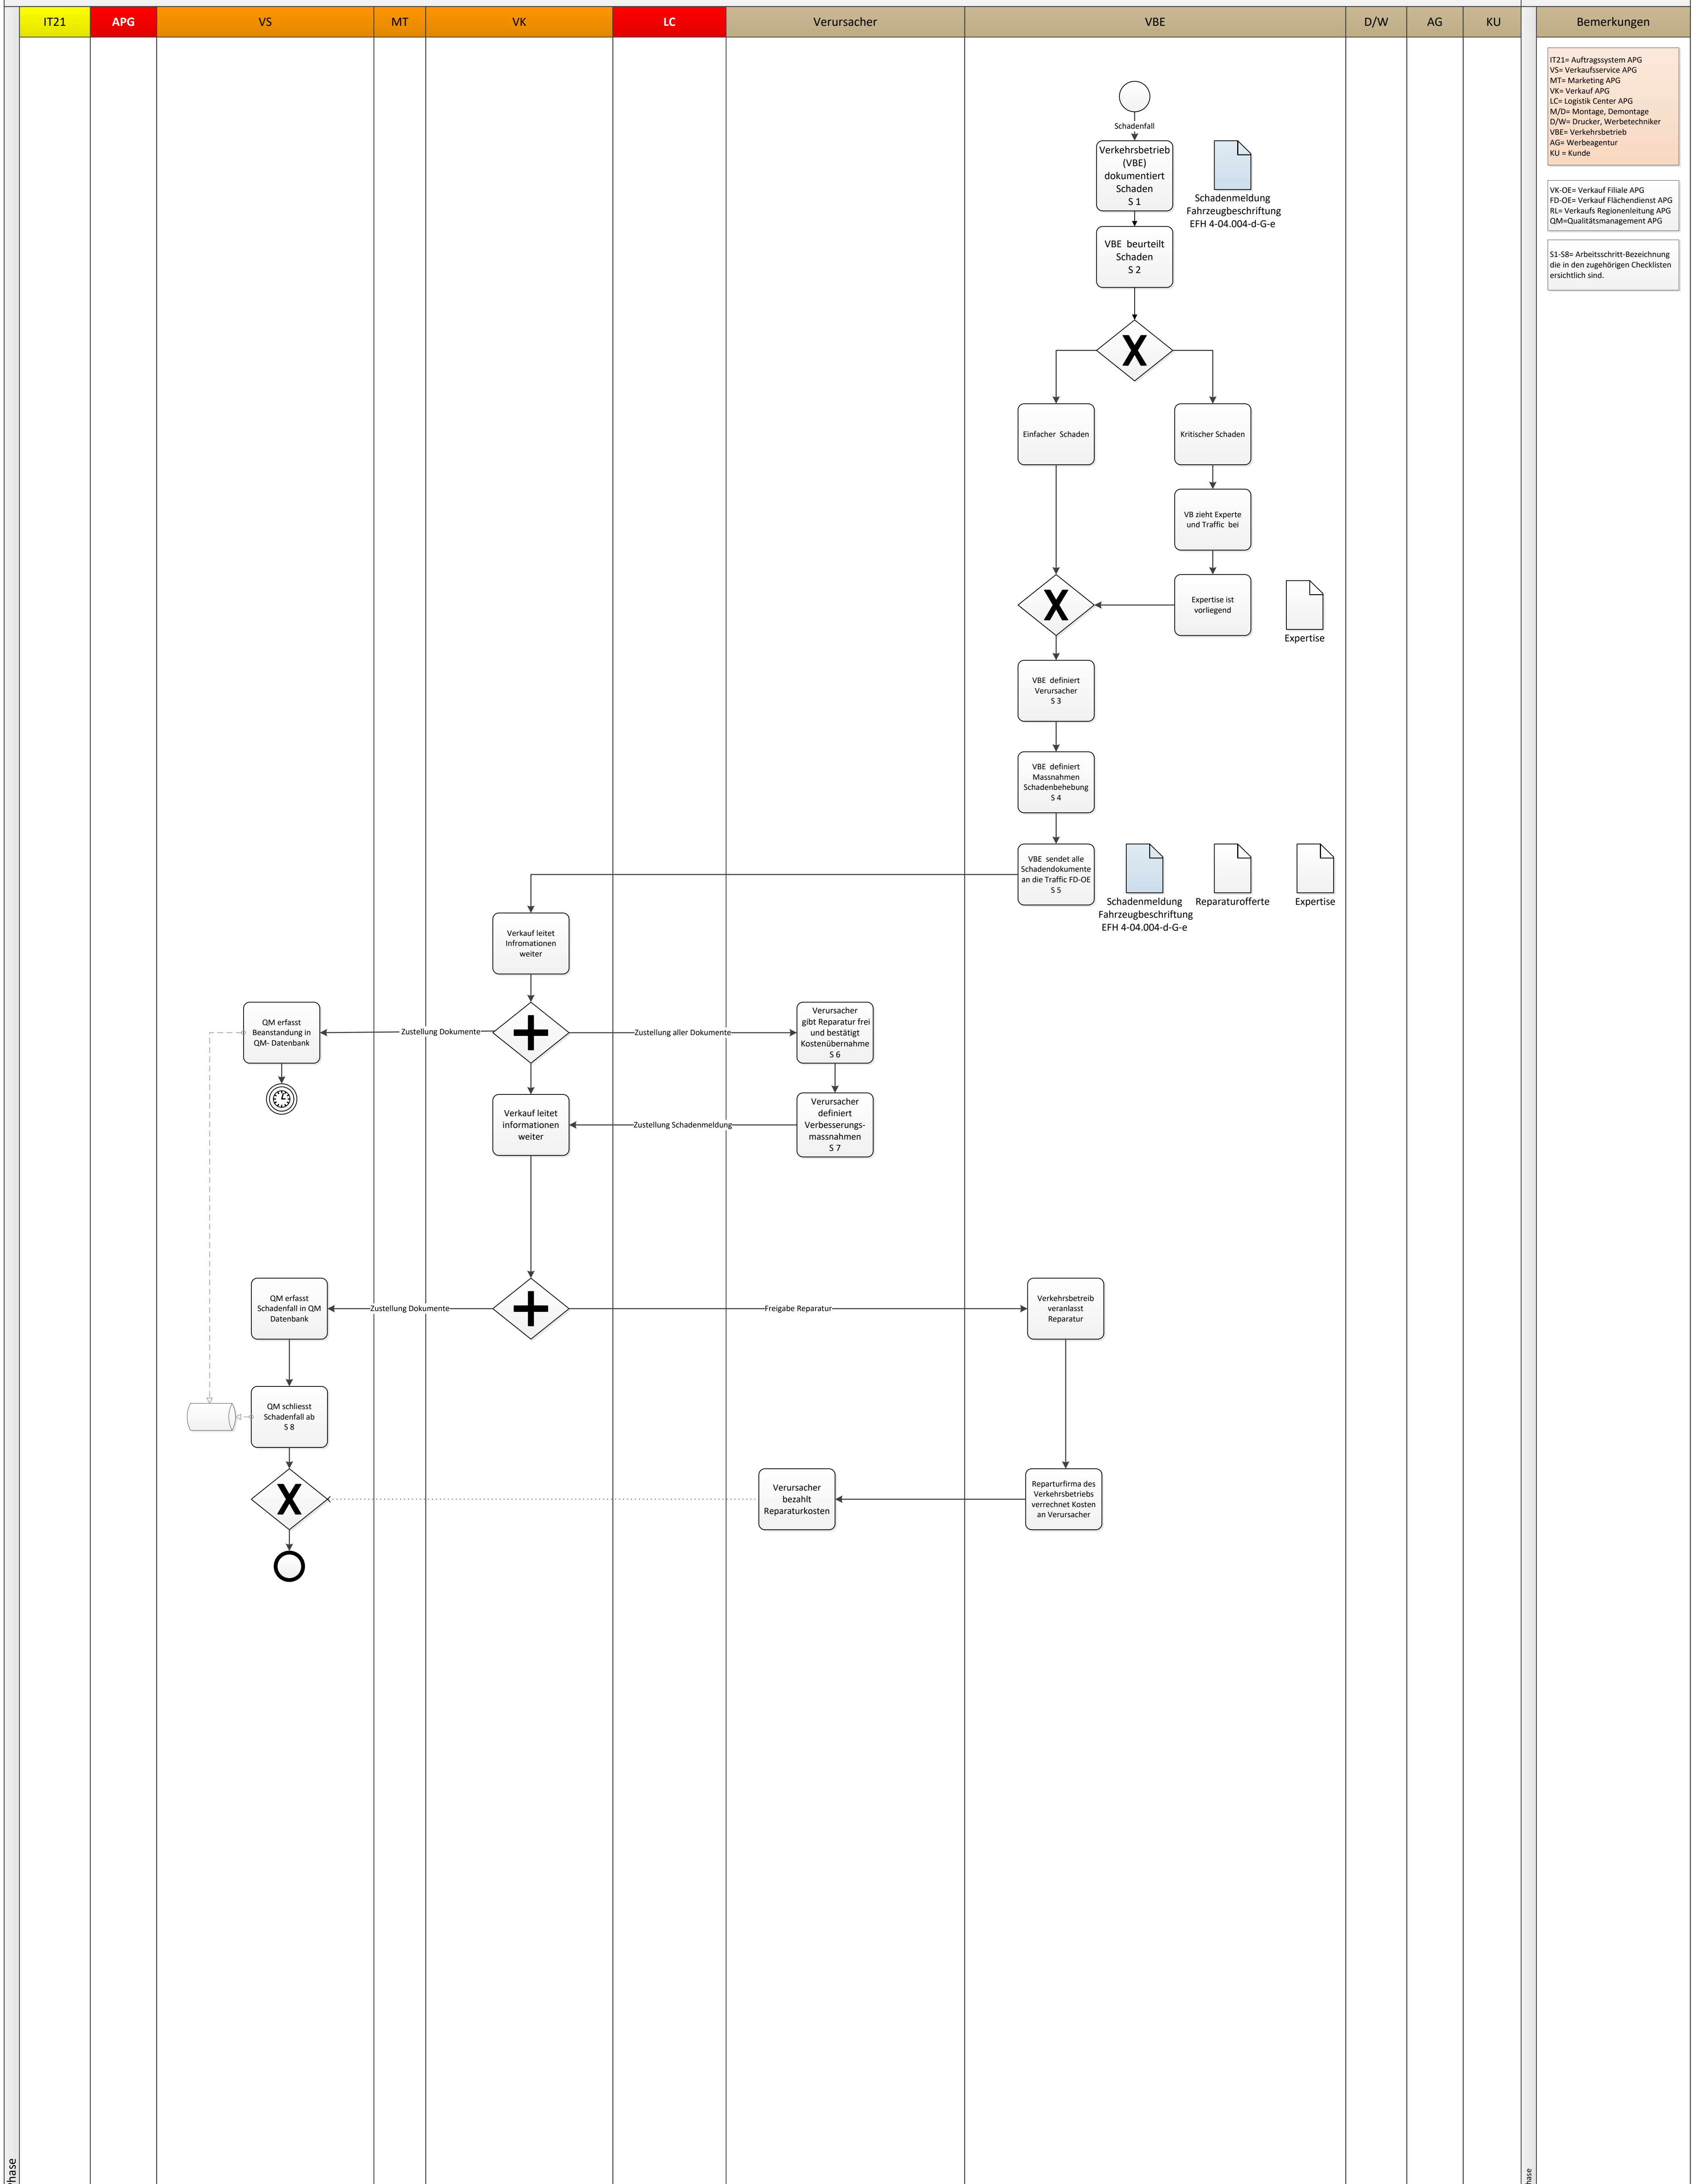 IT21
APG
VS
MT
VK
LC
Verursacher
VBE
D/W
AG
KU
Bemerkungen
IT21= Auftragssystem APG
VS= Verkaufsservice APG
MT= Marketing APG
VK= Verkauf APG
LC= Logistik Center APG
M/D= Montage, Demontage
D/W= Drucker, Werbetechniker
VBE= Verkehrsbetrieb
AG= Werbeagentur
KU = Kunde
VK-OE= Verkauf Filiale APG
FD-OE= Verkauf Flächendienst APG
RL= Verkaufs Regionenleitung APG
QM=Qualitätsmanagement APG
S1-S8= Arbeitsschritt-Bezeichnung
die in den zugehörigen Checklisten
ersichtlich sind.
Schadenfall
Verkehrsbetrieb
(VBE)
dokumentiert
Schaden
S 1
Schadenmeldung
Fahrzeugbeschriftung
EFH 4-04.004-d-G-e
VBE beurteilt
Schaden
S 2
X
Einfacher Schaden
Kritischer Schaden
VB zieht Experte
und Traffic bei
X
Expertise ist
vorliegend
Expertise
VBE definiert
Verursacher
S 3
VBE definiert
Massnahmen
Schadenbehebung
S 4
VBE sendet alle
Schadendokumente
an die Traffic FD-OE
S 5
Schadenmeldung
Fahrzeugbeschriftung
EFH 4-04.004-d-G-e
Reparaturofferte
Expertise
Verkauf leitet
Infromationen
weiter
QM erfasst
Beanstandung in
QM- Datenbank
Zustellung Dokumente
Zustellung aller Dokumente
Verursacher
gibt Reparatur frei
und bestätigt
Kostenübernahme
S 6
Verkauf leitet
informationen
weiter
Zustellung Schadenmeldung
Verursacher
definiert
Verbesserungs-
massnahmen
S 7
QM erfasst
Schadenfall in QM
Datenbank
Zustellung Dokumente
Freigabe Reparatur
Verkehrsbetreib
veranlasst
Reparatur
QM schliesst
Schadenfall ab
S 8
X
Verursacher
bezahlt
Reparaturkosten
Reparturfirma des
Verkehrsbetriebs
verrechnet Kosten
an Verursacher